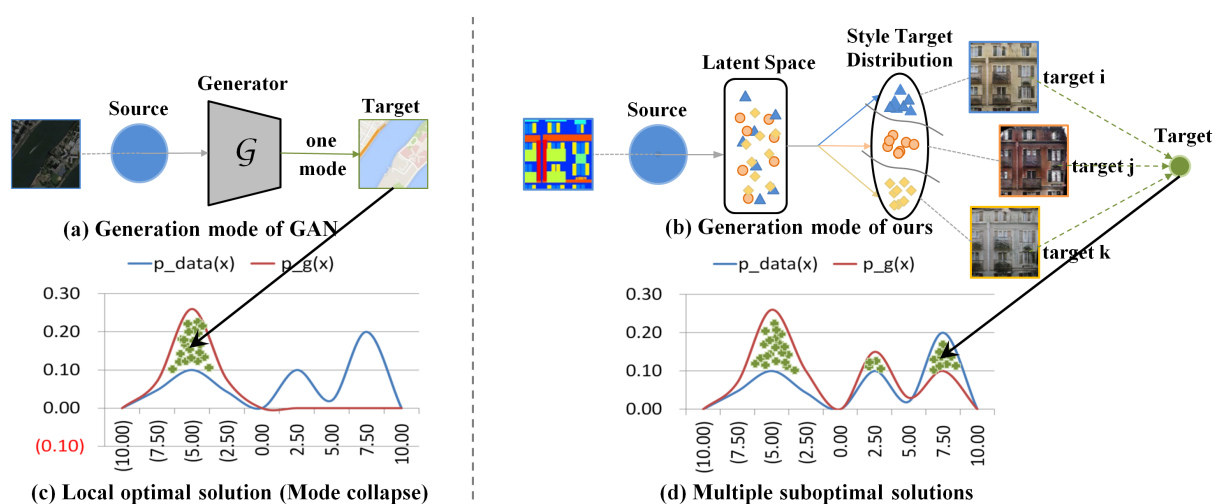 Generator
Source
Target
G
one
mode
(a) Generation mode of GAN
p_data(x) p_g(x)
0.30
0.20
0.10
0.00
(0.10)
(10.00) (7.50) (5.00) (2.50) 0.00 2.50 5.00 7.50 10.00
(c) Local optimal solution (Mode collapse)
Style Target
Distribution
Latent Space
Source
target i
target j
target k
Target
(b) Generation mode of ours
p_data(x) p_g(x)
0.30
0.20
0.10
0.00
(10.00) (7.50) (5.00) (2.50) 0.00 2.50 5.00 7.50 10.00
(d) Multiple suboptimal solutions